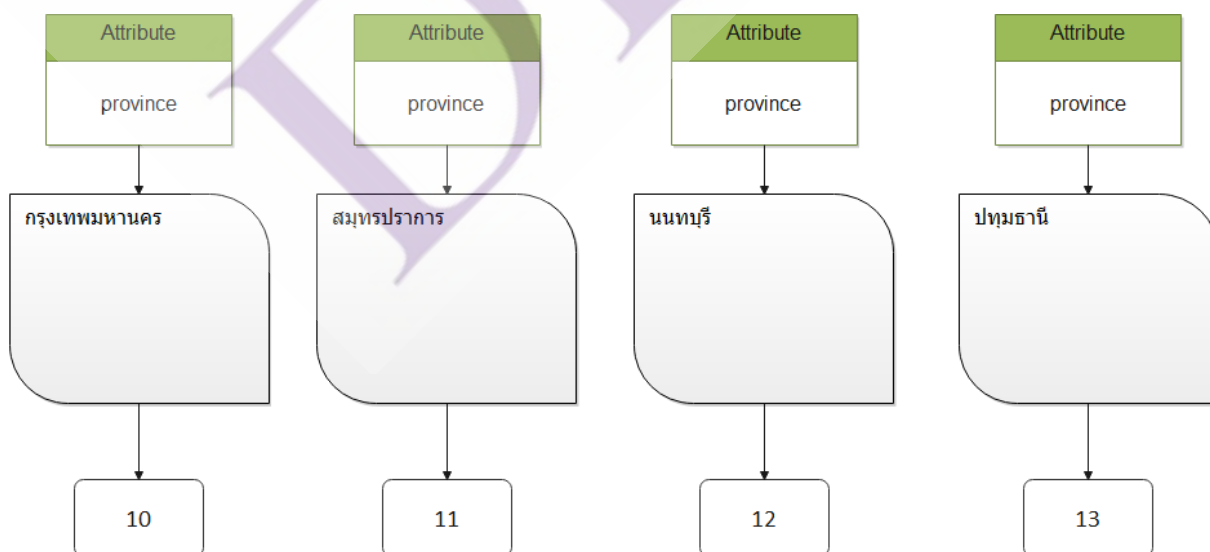 Attribute
Attribute
Attribute
Attribute
province
province
province
province
กรุงเทพมหานคร
สมุทรปราการ
นนทบุรี
ปทุมธานี
10
11
12
13